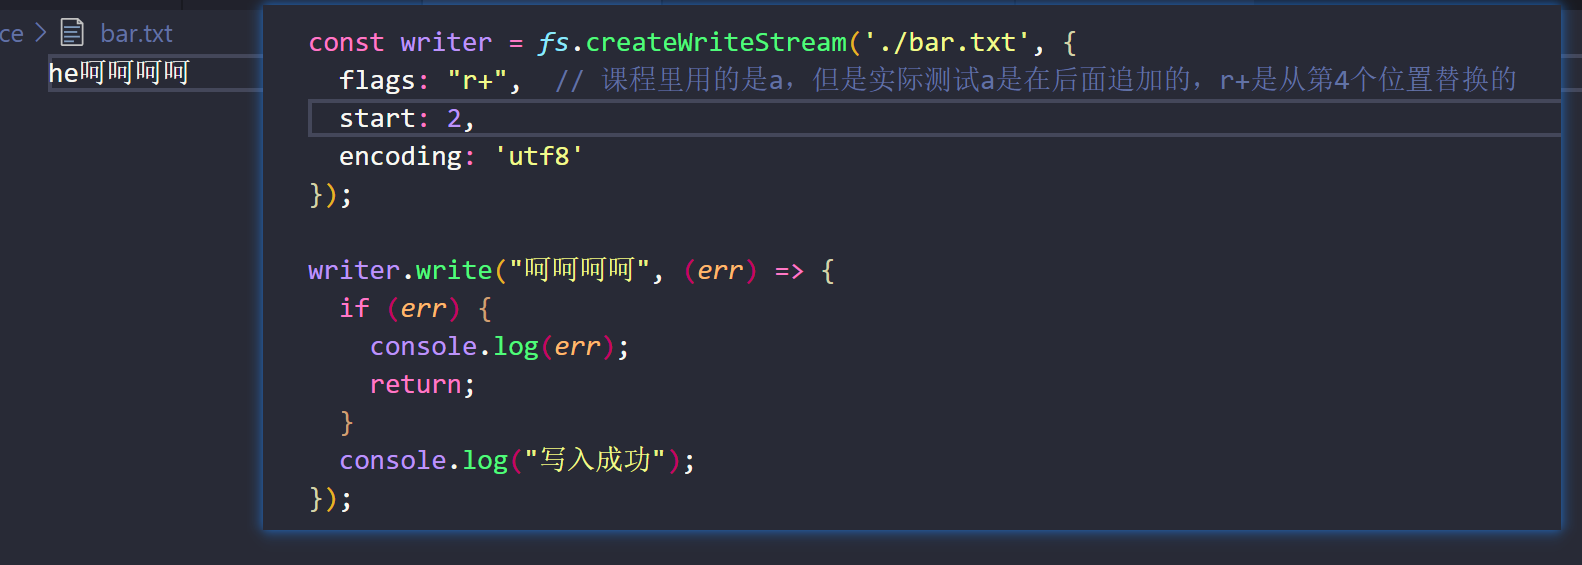 ce > bar.txt
he呵呵呵呵
const writer = fs.createWriteStream('./bar.txt', {
  flags: "r+",  // 课程里用的是a，但是实际测试a是在后面追加的，r+是从第4个位置替换的
  start: 2,
  encoding: 'utf8'
});
writer.write("呵呵呵呵", (err) => {
  if (err) {
    console.log(err);
    return;
  }
  console.log("写入成功");
});